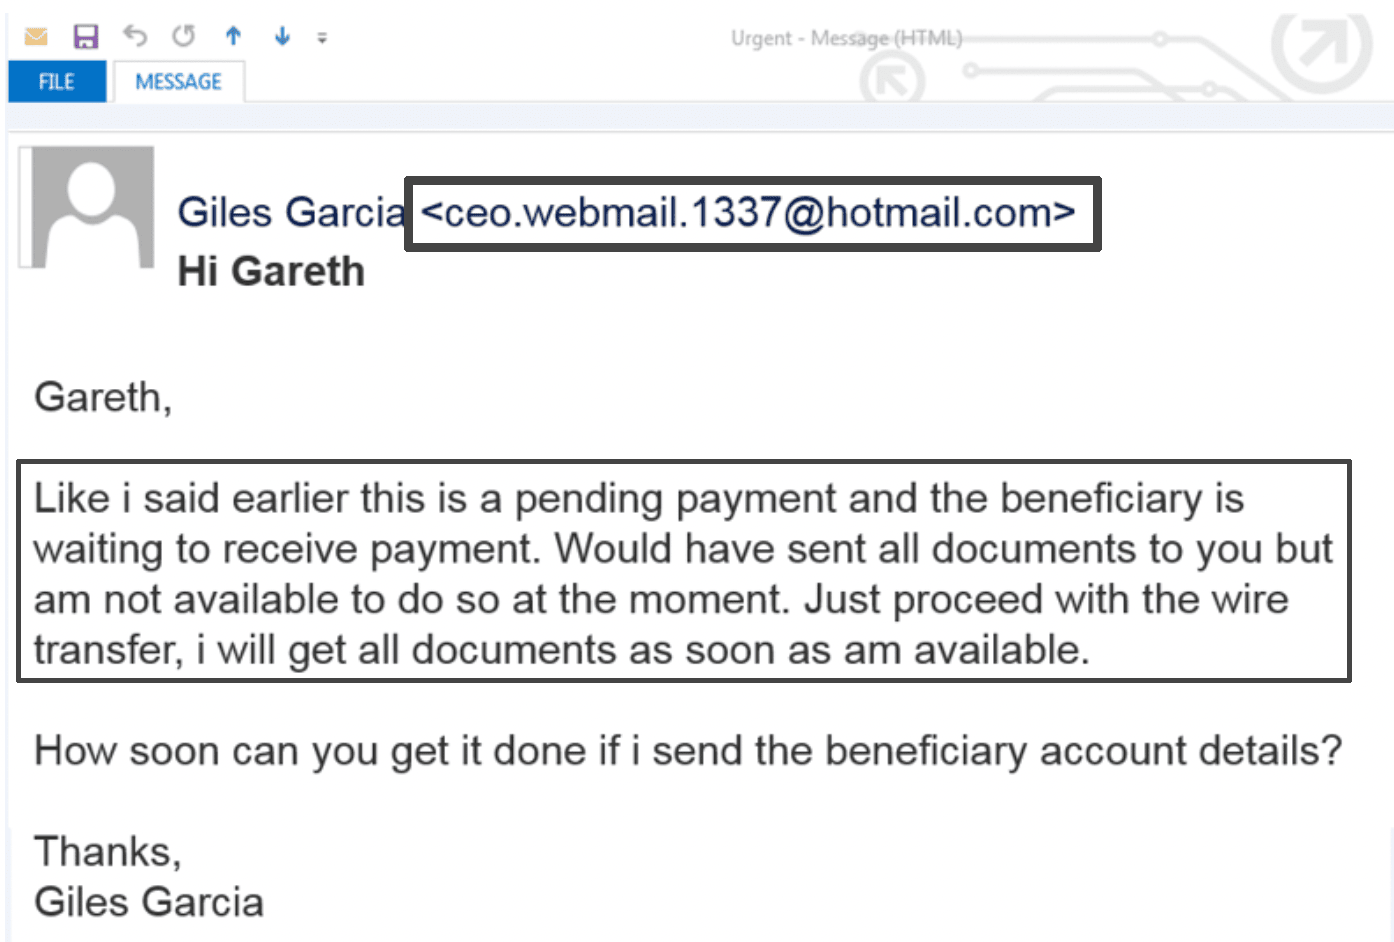 Urgent - Message (HTML)
FILE MESSAGE
Giles Garcia <ceo.webmail.1337@hotmail.com>
Hi Gareth
Gareth,
Like i said earlier this is a pending payment and the beneficiary is
waiting to receive payment. Would have sent all documents to you but
am not available to do so at the moment. Just proceed with the wire
transfer, i will get all documents as soon as am available.
How soon can you get it done if i send the beneficiary account details?
Thanks,
Giles Garcia